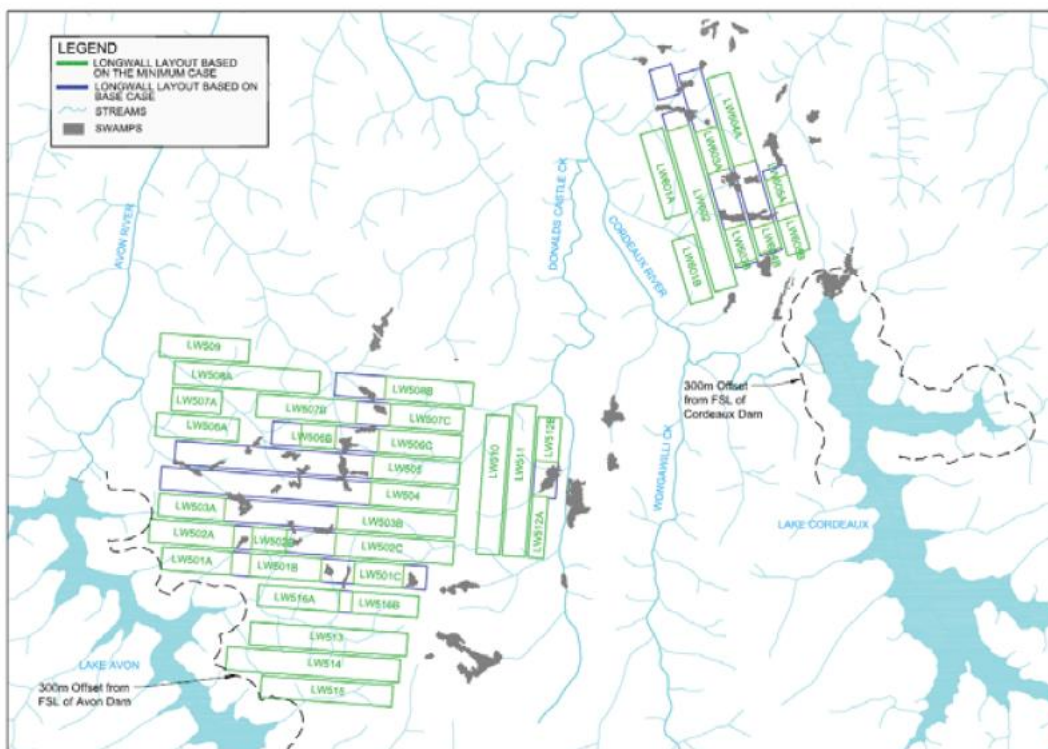 LEGEND
LONGWALL LAYOUT BASED
ON THE MINIMUM CASE
LONGWALL LAYOUT BASED ON
BASE CASE
STREAMS
SWAMPS
AVON RIVER
DONALDS CASTLE CK
CORDEAUX RIVER
WONGAWILLI CK
LW604A
LW603A
LW601A
LW602
LW605A
LW604B
LW601B
300m Offset
from FSL of
Cordeaux Dam
LAKE CORDEAUX
LW509
LW508A
LW508B
LW507A
LW507B
LW507C
LW506A
LW506B
LW506C
LW505
LW504
LW503A
LW503B
LW502A
LW502B
LW502C
LW501A
LW501B
LW501C
LW516A
LW516B
LW513
LW514
LW515
LW510
LW511
LW512B
LW512A
LAKE AVON
300m Offset from
FSL of Avon Dam